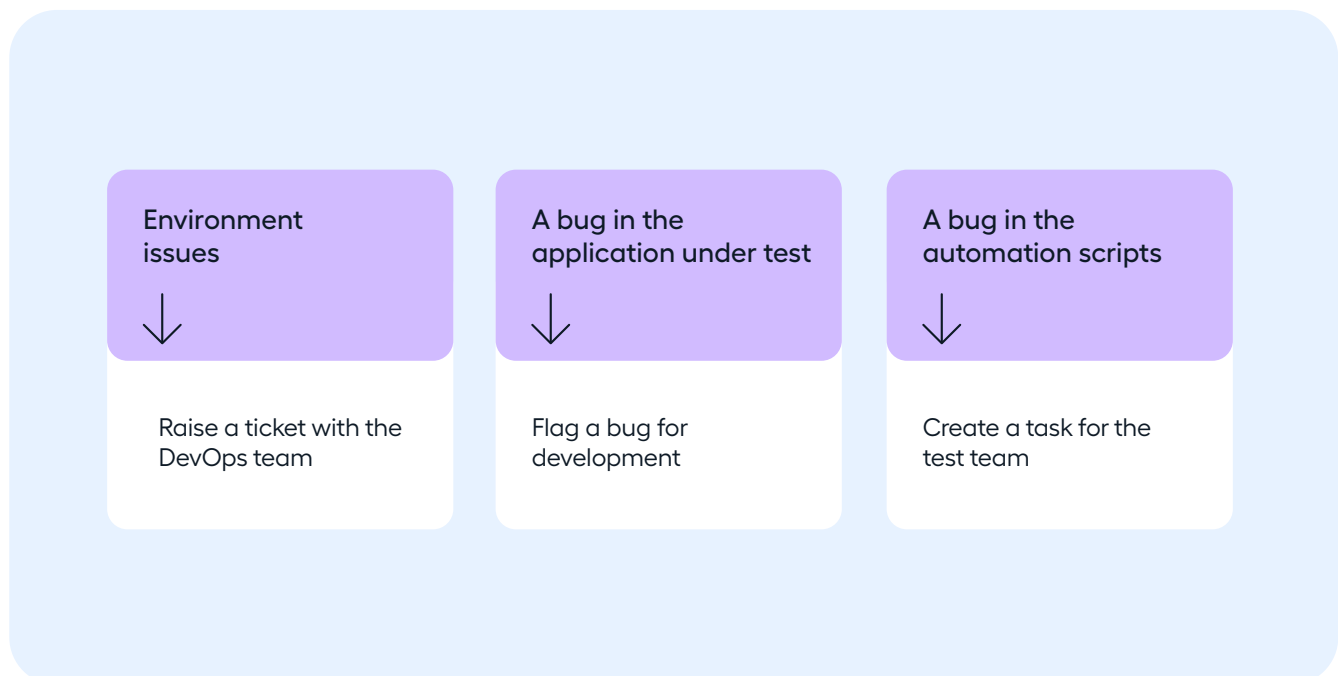 Environment
issues
Raise a ticket with the
DevOps team
A bug in the
application under test
Flag a bug for
development
A bug in the
automation scripts
Create a task for the
test team